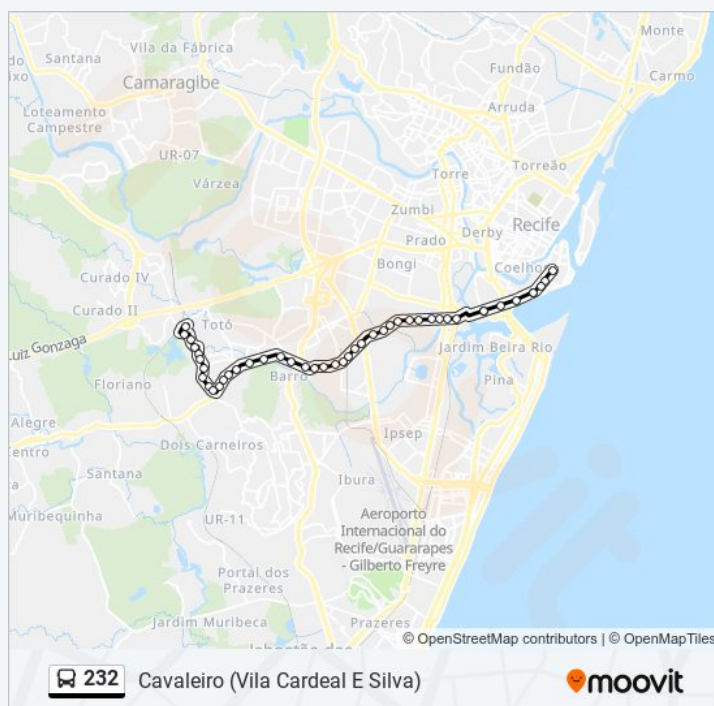 Monte
Vila da Fábrica
Santana
Fundão
Carmo
Camaragibe
Arruda
Loteamento
Campestre
UR-07
Torreão
Torre
Várzea
Zumbi
Recife
Derby
Prado
Curado IV
Bongi
Coelho
Curado II
Totó
Luiz Gonzaga
Jardim Beira Rio
Floriano
Barro
Pina
Alegre
Ipsep
Centro
Dois Carneiros
Santana
Ibura
Muribequinha
UR-11
Aeroporto
Internacional do
Recife/Guararapes
- Gilberto Freyre
Portal dos
Prazeres
Jardim Muribeca
Prazeres
© OpenStreetMap contributors | © OpenMapTiles
232 Cavaleiro (Vila Cardeal E Silva)
moovit